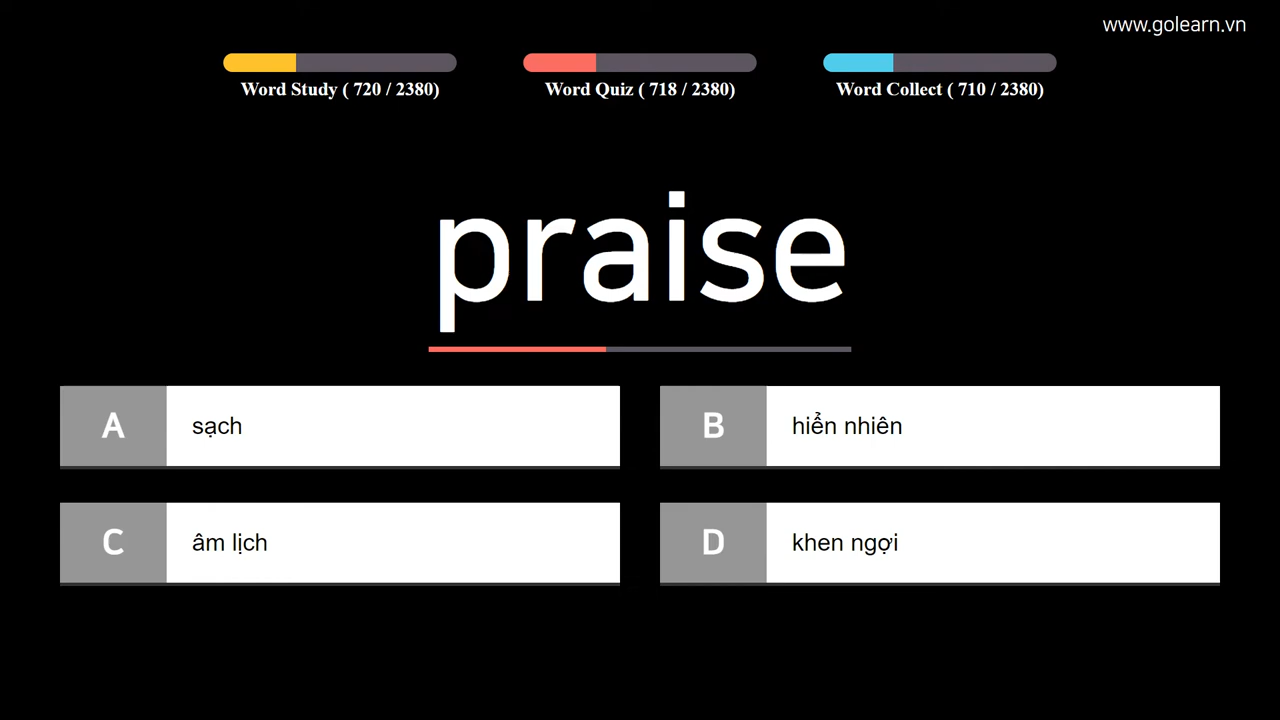 www.golearn.vn
Word Study ( 720 / 2380)
Word Quiz ( 718 / 2380)
Word Collect ( 710 / 2380)
praise
A sạch
B hiển nhiên
C âm lịch
D khen ngợi